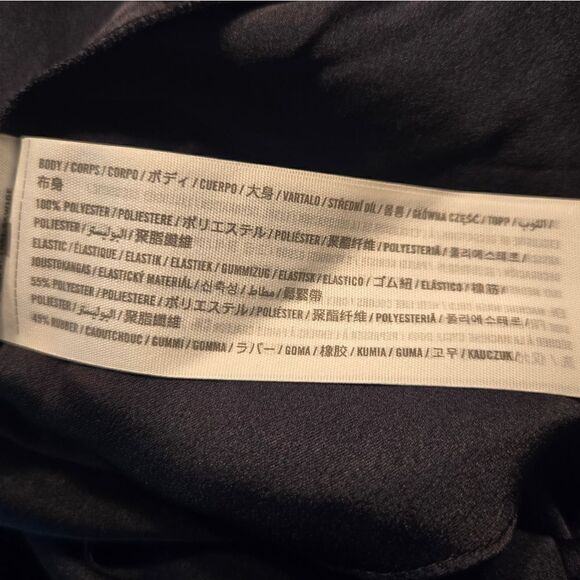 BODY / CORPS / CORPO / ボディ / CUERPO / 大身 / VARTALO / STŘEDNÍ DÍL / 몸통 / GŁÓWNA CZĘŚĆ / TOPP / الثوب /
布身
100% POLYESTER / POLIESTERE / ポリエステル / POLIÉSTER / 聚酯纤维 / POLYESTERIÄ / 폴리에스테르 /
POLIESTER / البوليستر / 聚脂纖維
ELASTIC / ÉLASTIQUE / ELASTIK / ELASTIEK / GUMMIZUG / ELASTISK / ELASTICO / ゴム紐 / ELÁSTICO / 橡筋 /
JOUSTOKANGAS / ELASTICKÝ MATERIÁL / 신축성 / مطاط / 鬆緊帶
55% POLYESTER / POLIESTERE / ポリエステル / POLIÉSTER / 聚酯纤维 / POLYESTERIÄ / 폴리에스테르 /
POLIESTER / البوليستر / 聚脂纖維
45% RUBBER / CAOUTCHOUC / GUMMI / GOMMA / ラバー / GOMA / 橡胶 / KUMIA / GUMA / 고무 / KAUCZUK /